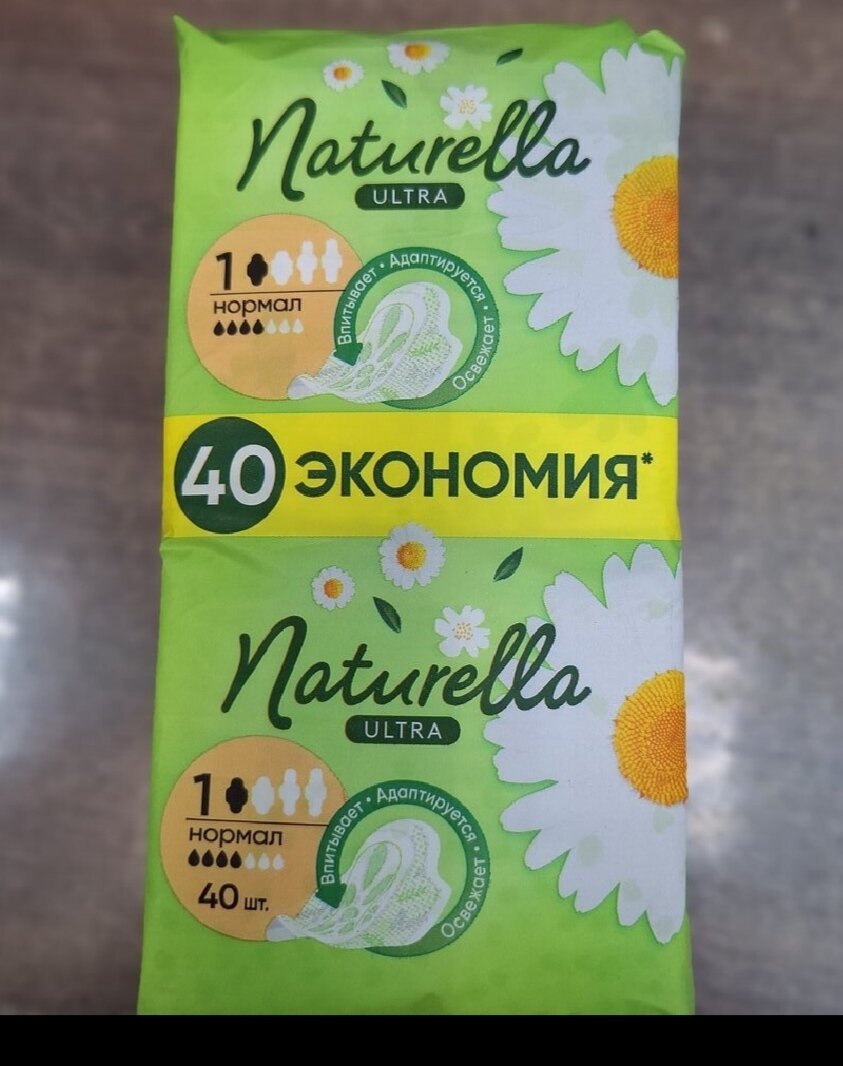 Naturella
ULTRA
1
нормал
Впитывает • Адаптируется • Освежает •
40 ЭКОНОМИЯ*
Naturella
ULTRA
1
нормал
40 шт.
Впитывает • Адаптируется • Освежает •